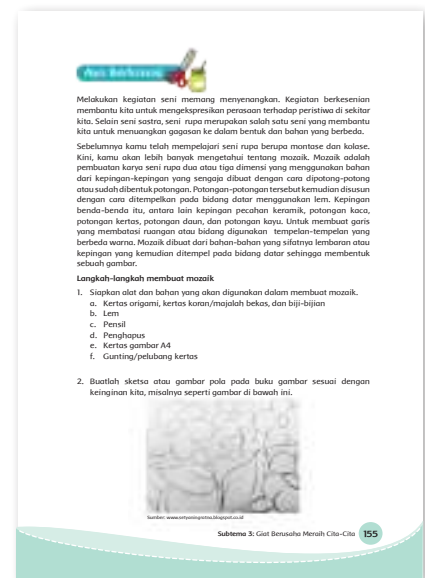 Ayo Berkreasi
Melakukan kegiatan seni memang menyenangkan. Kegiatan berkesenian
membantu kita untuk mengekspresikan perasaan terhadap peristiwa di sekitar
kita. Selain seni sastra, seni rupa merupakan salah satu seni yang membantu
kita untuk menuangkan gagasan ke dalam bentuk dan bahan yang berbeda.
Sebelumnya kamu telah mempelajari seni rupa berupa montase dan kolase.
Kini, kamu akan lebih banyak mengetahui tentang mozaik. Mozaik adalah
pembuatan karya seni rupa dua atau tiga dimensi yang menggunakan bahan
dari kepingan-kepingan yang sengaja dibuat dengan cara dipotong-potong
atau sudah dibentuk potongan. Potongan-potongan tersebut kemudian disusun
dengan cara ditempelkan pada bidang datar menggunakan lem. Kepingan
benda-benda itu, antara lain kepingan pecahan keramik, potongan kaca,
potongan kertas, potongan daun, dan potongan kayu. Untuk membuat garis
yang membatasi ruangan atau bidang digunakan tempelan-tempelan yang
berbeda warna. Mozaik dibuat dari bahan-bahan yang sifatnya lembaran atau
kepingan yang kemudian ditempel pada bidang datar sehingga membentuk
sebuah gambar.
Langkah-langkah membuat mozaik
1. Siapkan alat dan bahan yang akan digunakan dalam membuat mozaik.
a. Kertas origami, kertas koran/majalah bekas, dan biji-bijian
b. Lem
c. Pensil
d. Penghapus
e. Kertas gambar A4
f. Gunting/pelubang kertas
2. Buatlah sketsa atau gambar pola pada buku gambar sesuai dengan
keinginan kita, misalnya seperti gambar di bawah ini.
Sumber:
Subtema 3: Giat Berusaha Meraih Cita-Cita 155